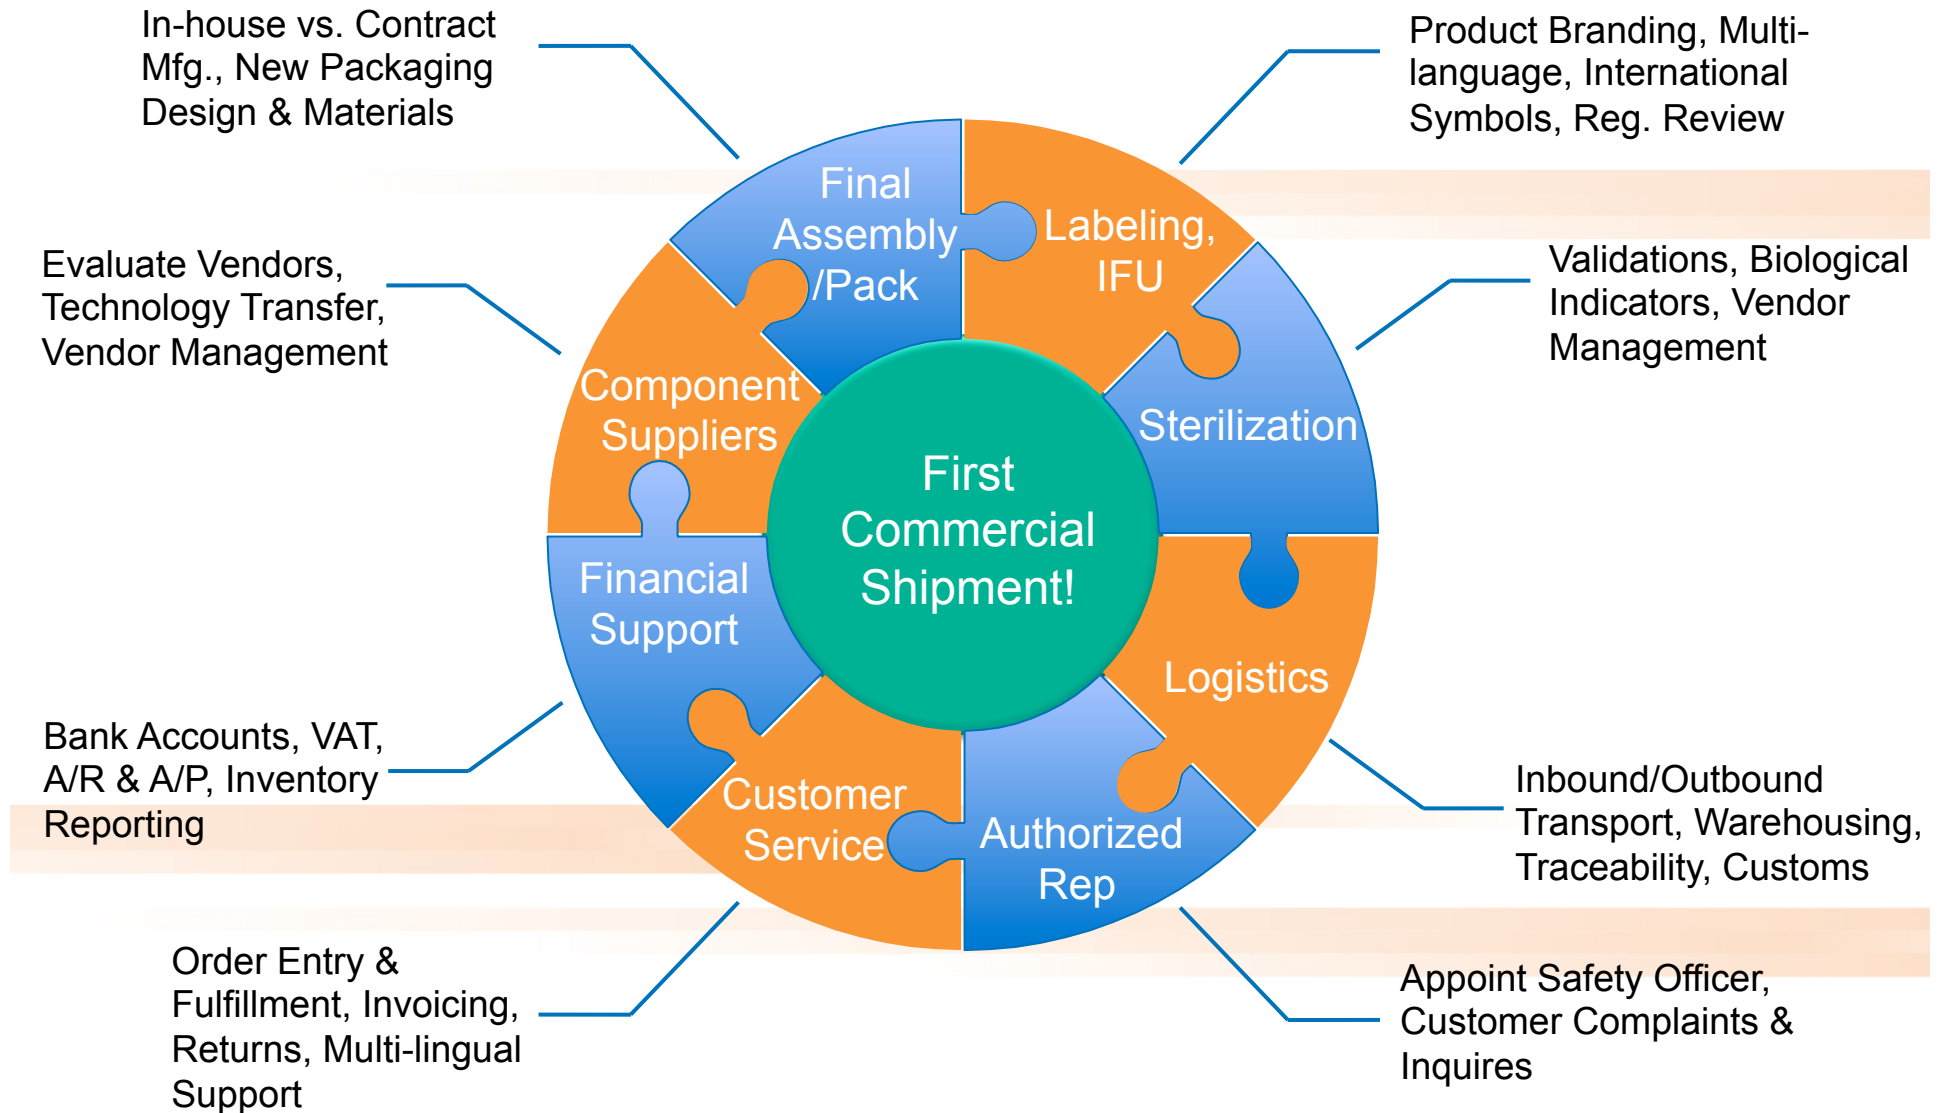 In-house vs. Contract
Mfg., New Packaging
Design & Materials
Product Branding, Multi-
language, International
Symbols, Reg. Review
Final
Assembly
/Pack
Labeling,
IFU
Evaluate Vendors,
Technology Transfer,
Vendor Management
Validations, Biological
Indicators, Vendor
Management
Component
Suppliers
Sterilization
First
Commercial
Shipment!
Financial
Support
Logistics
Bank Accounts, VAT,
A/R & A/P, Inventory
Reporting
Customer
Service
Authorized
Rep
Inbound/Outbound
Transport, Warehousing,
Traceability, Customs
Order Entry &
Fulfillment, Invoicing,
Returns, Multi-lingual
Support
Appoint Safety Officer,
Customer Complaints &
Inquires